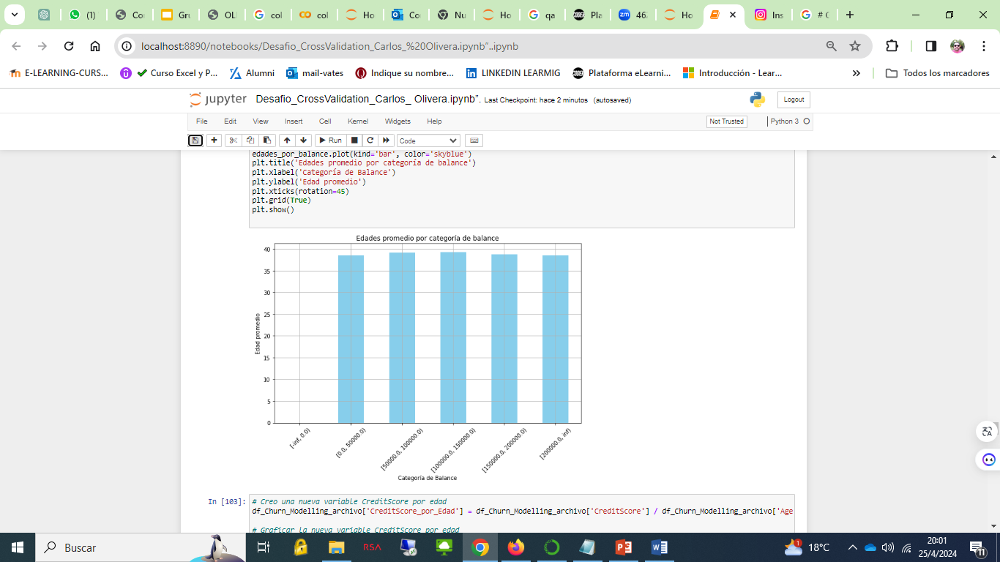 (1)
Co
Gru
OLI
col
col
Ho
Co
Nu
Ho
qa
Pla
46
Ho
Ins
# C
localhost:8890/notebooks/Desafio_CrossValidation_Carlos_%20Olivera.ipynb"..ipynb
E-LEARNING-CURS...
Curso Excel y P...
Alumni
mail-vates
Indique su nombre...
LINKEDIN LEARMIG
Plataforma eLearni...
Introducción - Lear...
Todos los marcadores
jupyter Desafio_CrossValidation_Carlos_ Olivera.ipynb". Last Checkpoint: hace 2 minutos (autosaved)
Logout
File Edit View Insert Cell Kernel Widgets Help
Not Trusted
Python 3
Run
Code
edades_por_balance.plot(kind='bar', color='skyblue')
plt.title('Edades promedio por categoría de balance')
plt.xlabel('Categoría de Balance')
plt.ylabel('Edad promedio')
plt.xticks(rotation=45)
plt.grid(True)
plt.show()
Edades promedio por categoría de balance
40
35
30
25
20
15
10
5
0
Edad promedio
[-inf, 0.0)
[0.0, 50000.0)
[50000.0, 100000.0)
[100000.0, 150000.0)
[150000.0, 200000.0)
[200000.0, inf)
Categoría de Balance
In [103]:
# Creo una nueva variable CreditScore por edad
df_Churn_Modelling_archivo['CreditScore_por_Edad'] = df_Churn_Modelling_archivo['CreditScore'] / df_Churn_Modelling_archivo['Age
# Graficar la nueva variable CreditScore por edad
Buscar
RSA
1
18°C
20:01
25/4/2024
11